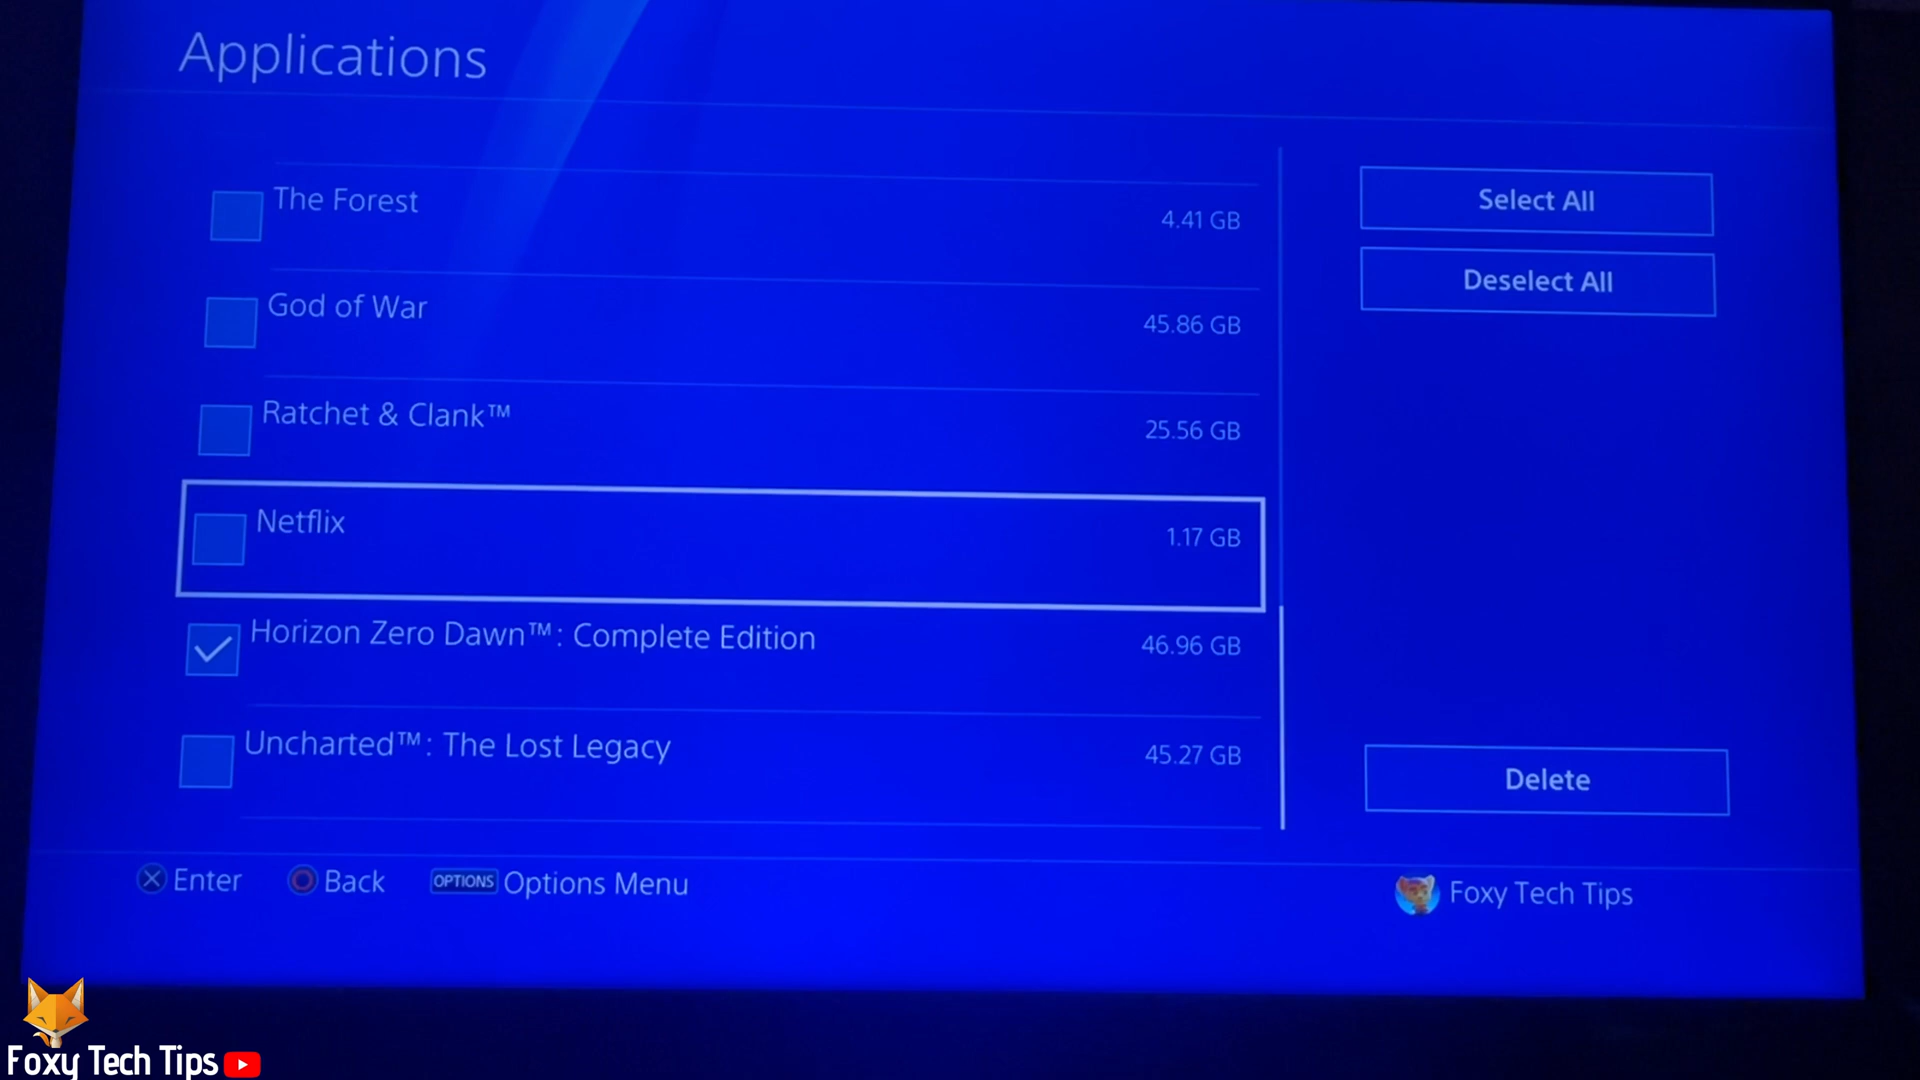 Applications
The Forest
4.41 GB
God of War
45.86 GB
Ratchet & Clank™
25.56 GB
Netflix
1.17 GB
Horizon Zero Dawn™: Complete Edition
46.96 GB
Uncharted™: The Lost Legacy
45.27 GB
Select All
Deselect All
Delete
Enter
Back
OPTIONS Options Menu
Foxy Tech Tips
Foxy Tech Tips